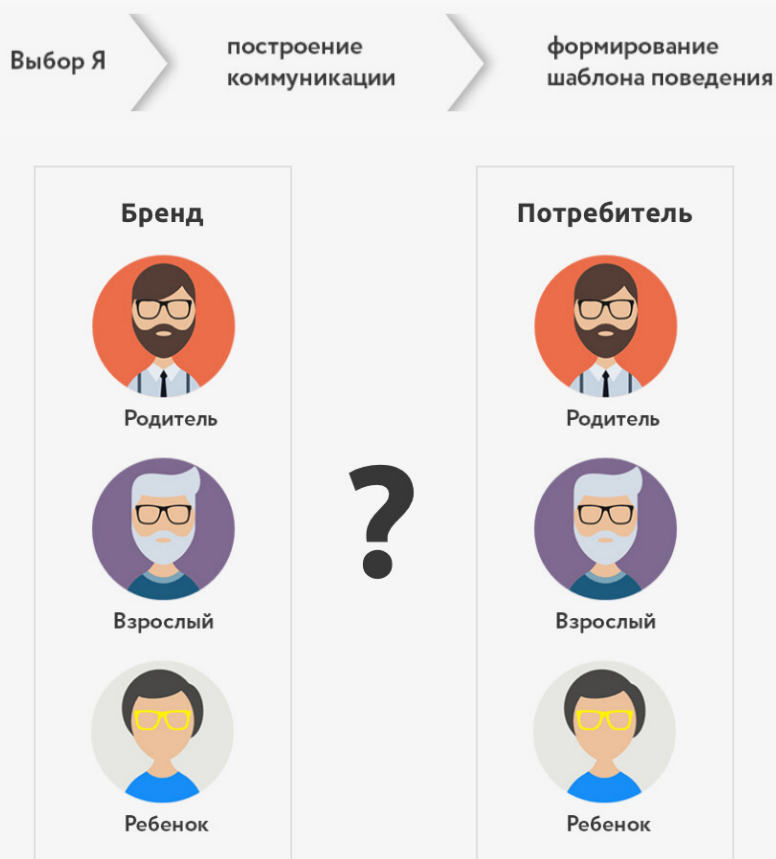 Выбор Я
построение
коммуникации
формирование
шаблона поведения
Бренд
Родитель
Взрослый
Ребенок
?
Потребитель
Родитель
Взрослый
Ребенок